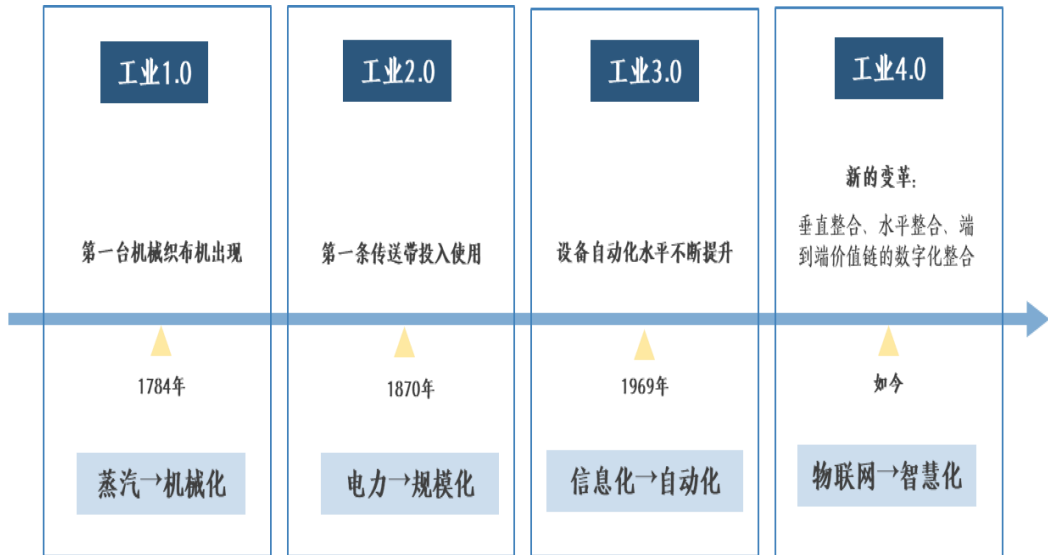 工业1.0
第一台机械织布机出现
1784年
蒸汽→机械化
工业2.0
第一条传送带投入使用
1870年
电力→规模化
工业3.0
设备自动化水平不断提升
1969年
信息化→自动化
工业4.0
新的变革：
垂直整合、水平整合、端
到端价值链的数字化整合
如今
物联网→智慧化